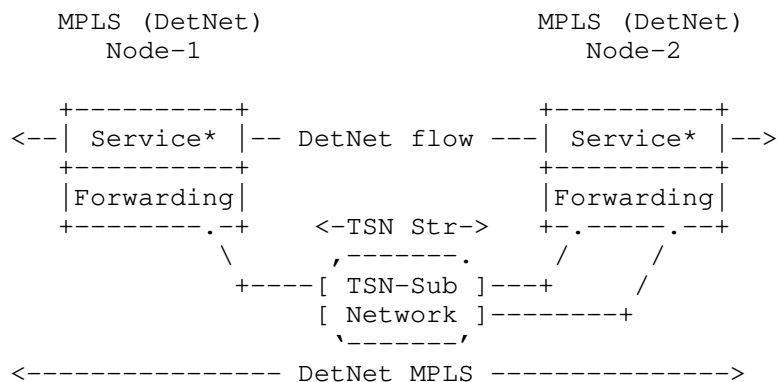 MPLS (DetNet) MPLS (DetNet)
Node-1 Node-2
+----------+ +----------+
<--| Service* |-- DetNet flow ---| Service* |-->
+----------+ +----------+
|Forwarding| |Forwarding|
+--------.-+ <-TSN Str-> +-.-----.--+
\ ,-------. / /
+----[ TSN-Sub ]---+ /
[ Network ]--------+
`-------'
<---------------- DetNet MPLS --------------->